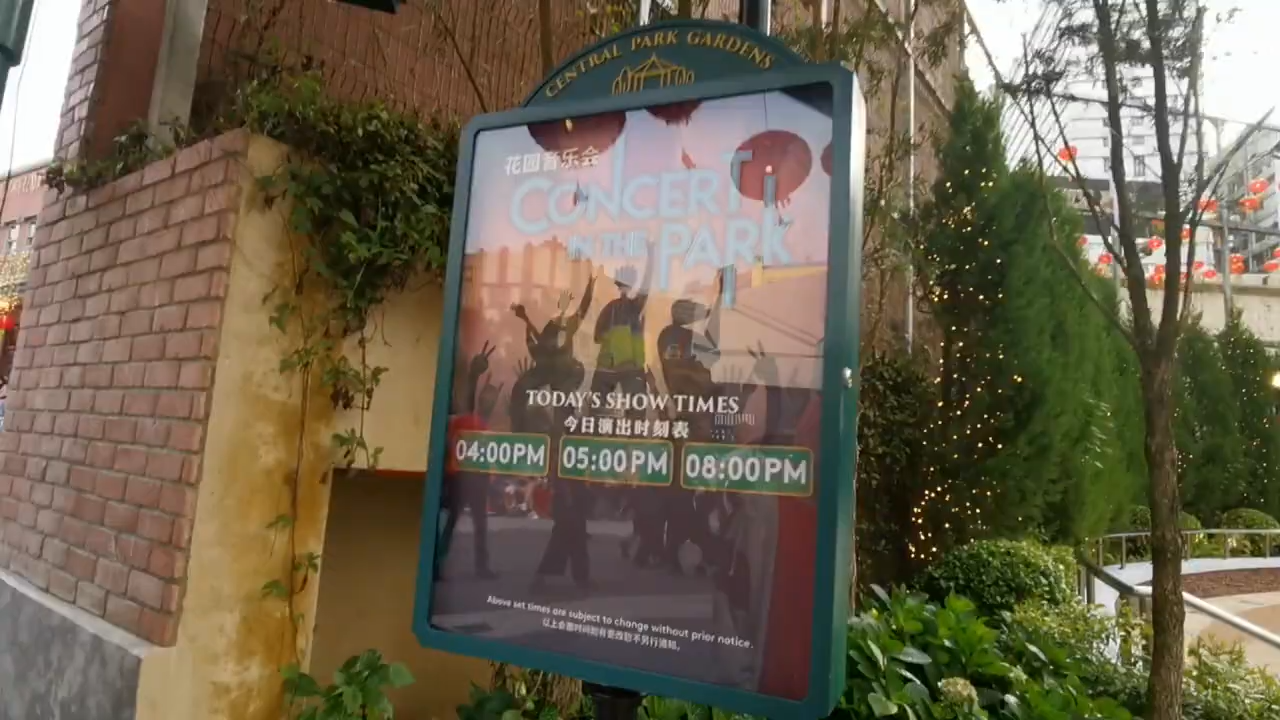 CENTRAL PARK GARDENS
花园音乐会
CONCERT
IN THE PARK
TODAY'S SHOW TIMES
今日演出时刻表
04:00PM 05:00PM 08:00PM
Above set times are subject to change without prior notice.
以上会面时间如有更改恕不另行通知。